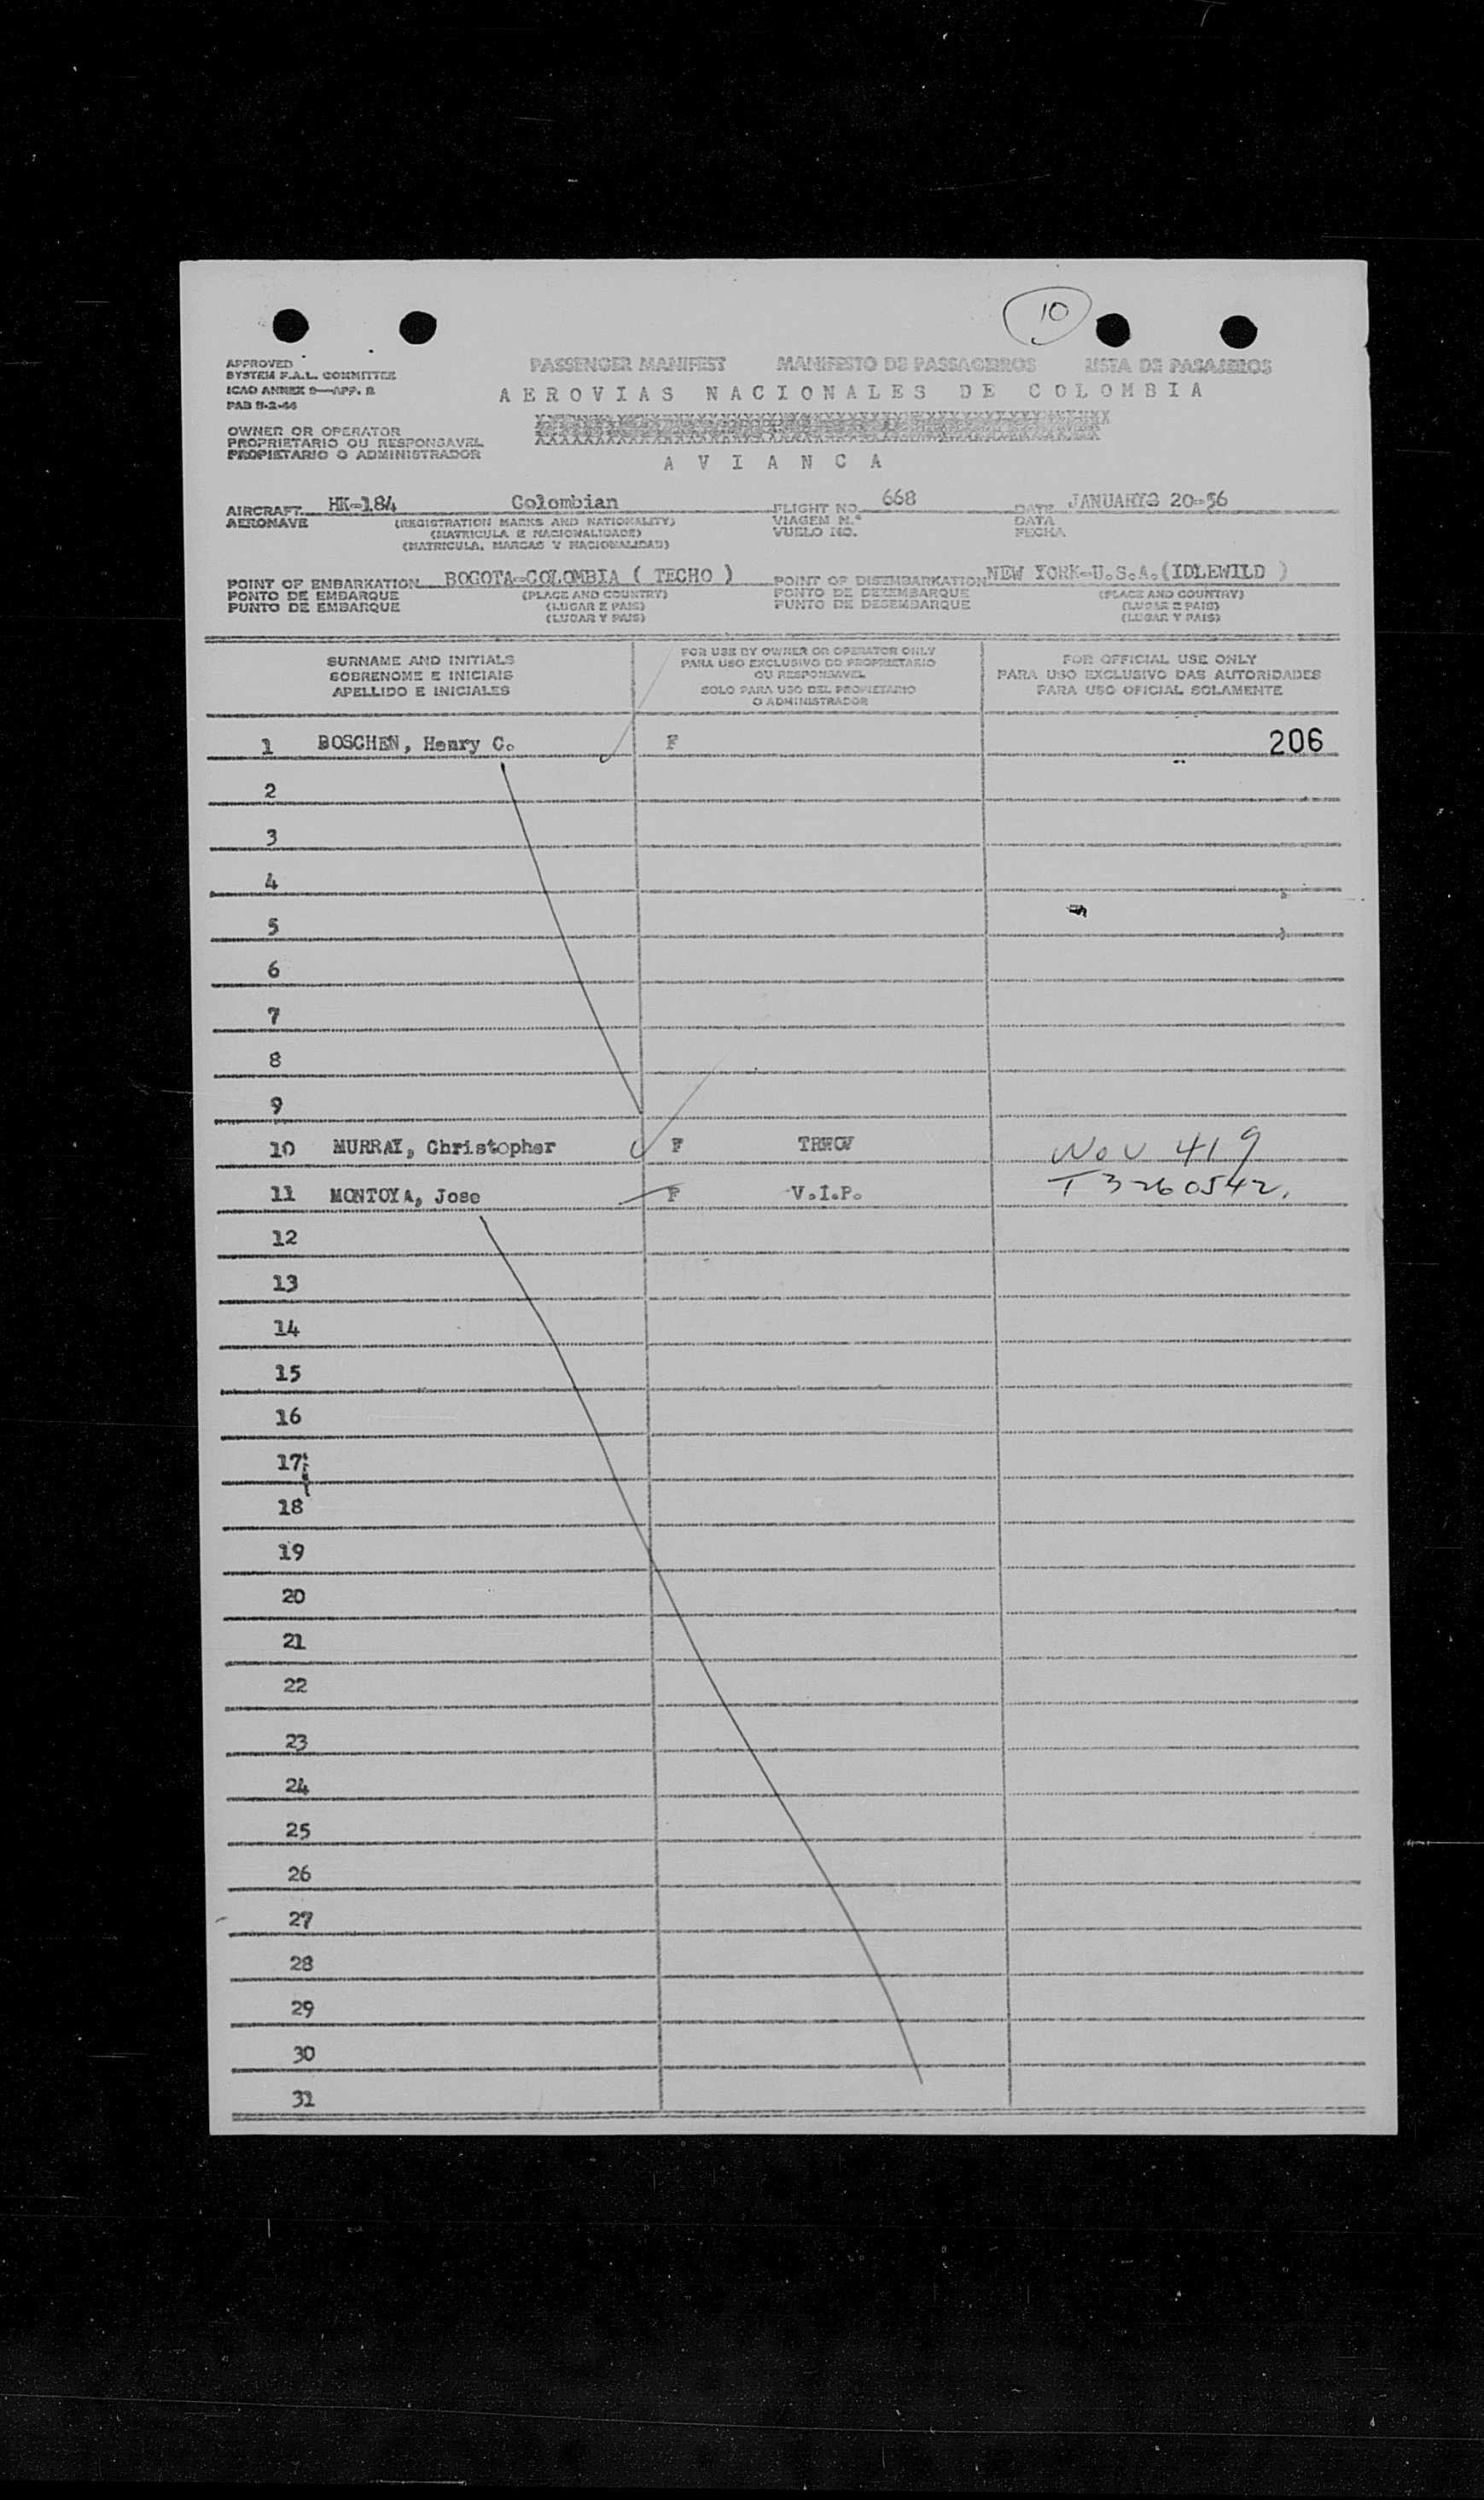 10
APPROVED
SYSTEM F.A.L. COMMITTEE
ICAO ANNEX 9—APP. B
PAB 5-2-46
PASSENGER MANIFEST MANIFESTO DE PASSAGEIROS LISTA DE PASAJEROS
AEROVIAS NACIONALES DE COLOMBIA
OWNER OR OPERATOR
PROPRIETARIO OU RESPONSAVEL
PROPIETARIO O ADMINISTRADOR
AVIANCA
AIRCRAFT HK-184 Colombian FLIGHT NO. 668 DATE JANUARY 20-56
AERONAVE (REGISTRATION MARKS AND NATIONALITY) VIAGEM N.º DATA
(MATRICULA E NACIONALIDADE) VUELO NO. FECHA
(MATRICULA, MARCAS Y NACIONALIDAD)
POINT OF EMBARKATION BOGOTA-COLOMBIA ( TECHO ) POINT OF DISEMBARKATION NEW YORK-U.S.A.(IDLEWILD )
PONTO DE EMBARQUE (PLACE AND COUNTRY) PONTO DE DEZEMBARQUE (PLACE AND COUNTRY)
PUNTO DE EMBARQUE (LUGAR E PAIS) PUNTO DE DESEMBARQUE (LUGAR E PAIS)
(LUGAR Y PAIS) (LUGAR Y PAIS)
SURNAME AND INITIALS
SOBRENOME E INICIAIS
APELLIDO E INICIALES
FOR USE BY OWNER OR OPERATOR ONLY
PARA USO EXCLUSIVO DO PROPRIETARIO
OU RESPONSAVEL
SOLO PARA USO DEL PROPIETARIO
O ADMINISTRADOR
FOR OFFICIAL USE ONLY
PARA USO EXCLUSIVO DAS AUTORIDADES
PARA USO OFICIAL SOLAMENTE
1 BOSCHEN, Henry C. F 206
2
3
4
5
6
7
8
9
10 MURRAY, Christopher F TRWOV Nov 419
11 MONTOYA, Jose F V.I.P. T 3260542.
12
13
14
15
16
17
18
19
20
21
22
23
24
25
26
27
28
29
30
31